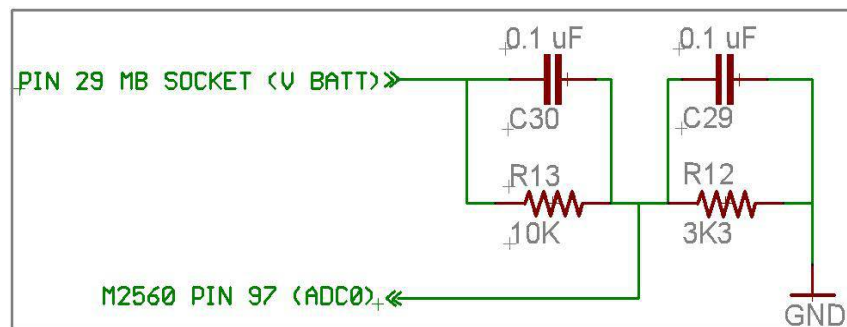 0.1 uF 0.1 uF
PIN 29 MB SOCKET (V BATT)
C30 C29
R13 R12
10K 3K3
M2560 PIN 97 (ADC0)
GND